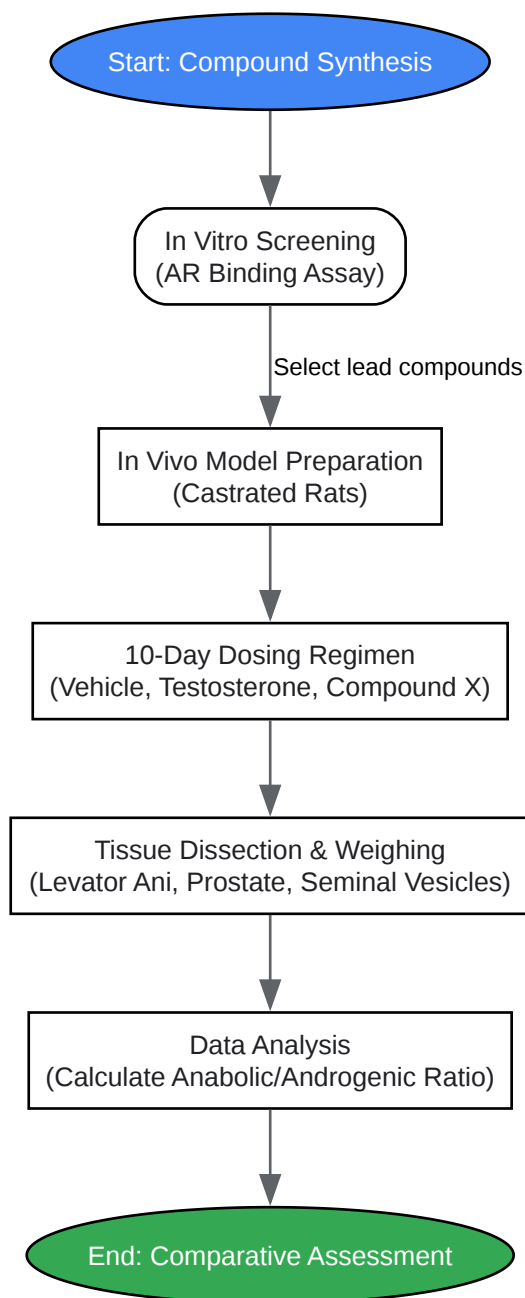 Start: Compound Synthesis
In Vitro Screening
(AR Binding Assay)
Select lead compounds
In Vivo Model Preparation
(Castrated Rats)
10-Day Dosing Regimen
(Vehicle, Testosterone, Compound X)
Tissue Dissection & Weighing
(Levator Ani, Prostate, Seminal Vesicles)
Data Analysis
(Calculate Anabolic/Androgenic Ratio)
End: Comparative Assessment